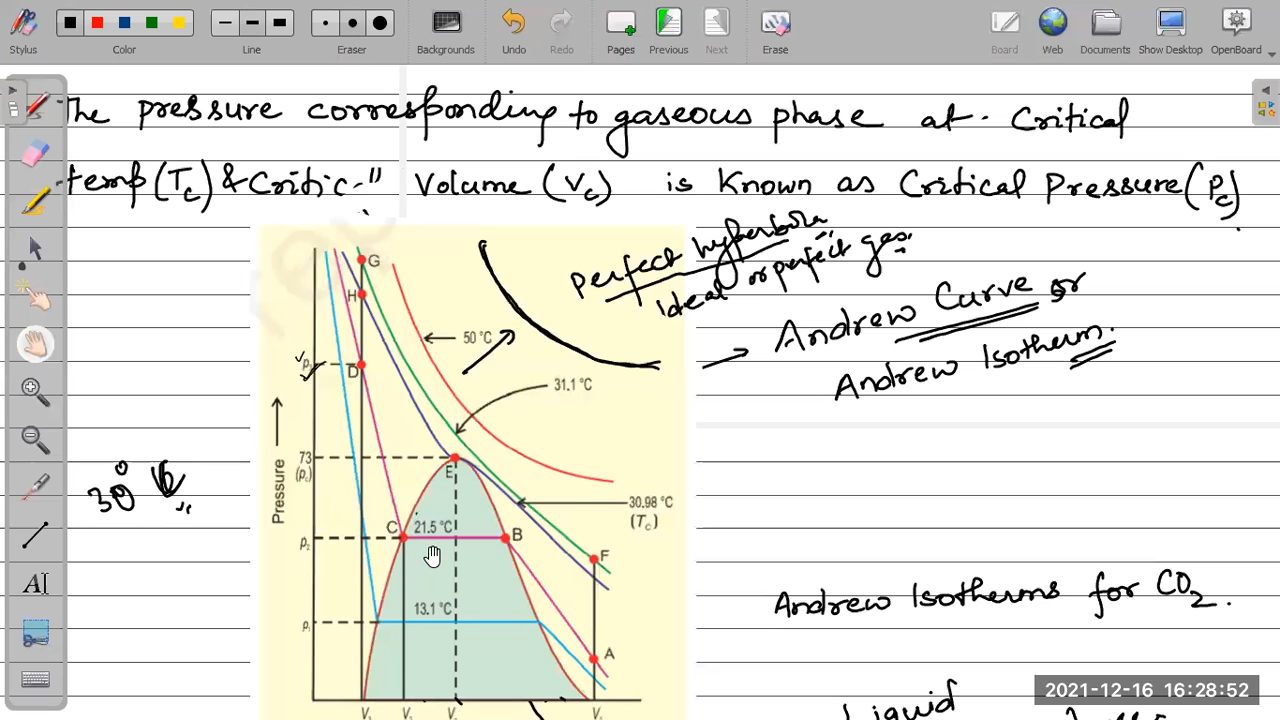 Stylus
Color
Line
Eraser
Backgrounds
Undo
Redo
Pages
Previous
Next
Erase
Board
Web
Documents
Show Desktop
OpenBoard
The pressure corresponding to gaseous phase at. Critical
temp (Tc) & Critic-" Volume (Vc) is Known as Critical Pressure (Pc)
perfect hyperbola
ideal or perfect gas
→ Andrew Curve or
Andrew Isotherm.
G
H
50 °C
D
31.1 °C
Pressure
73
(pc)
E
30.98 °C
(Tc)
30
C
21.5 °C
B
p2
F
13.1 °C
p1
A
Andrew Isotherms for CO2.
Liquid
2021-12-16 16:28:52
AI